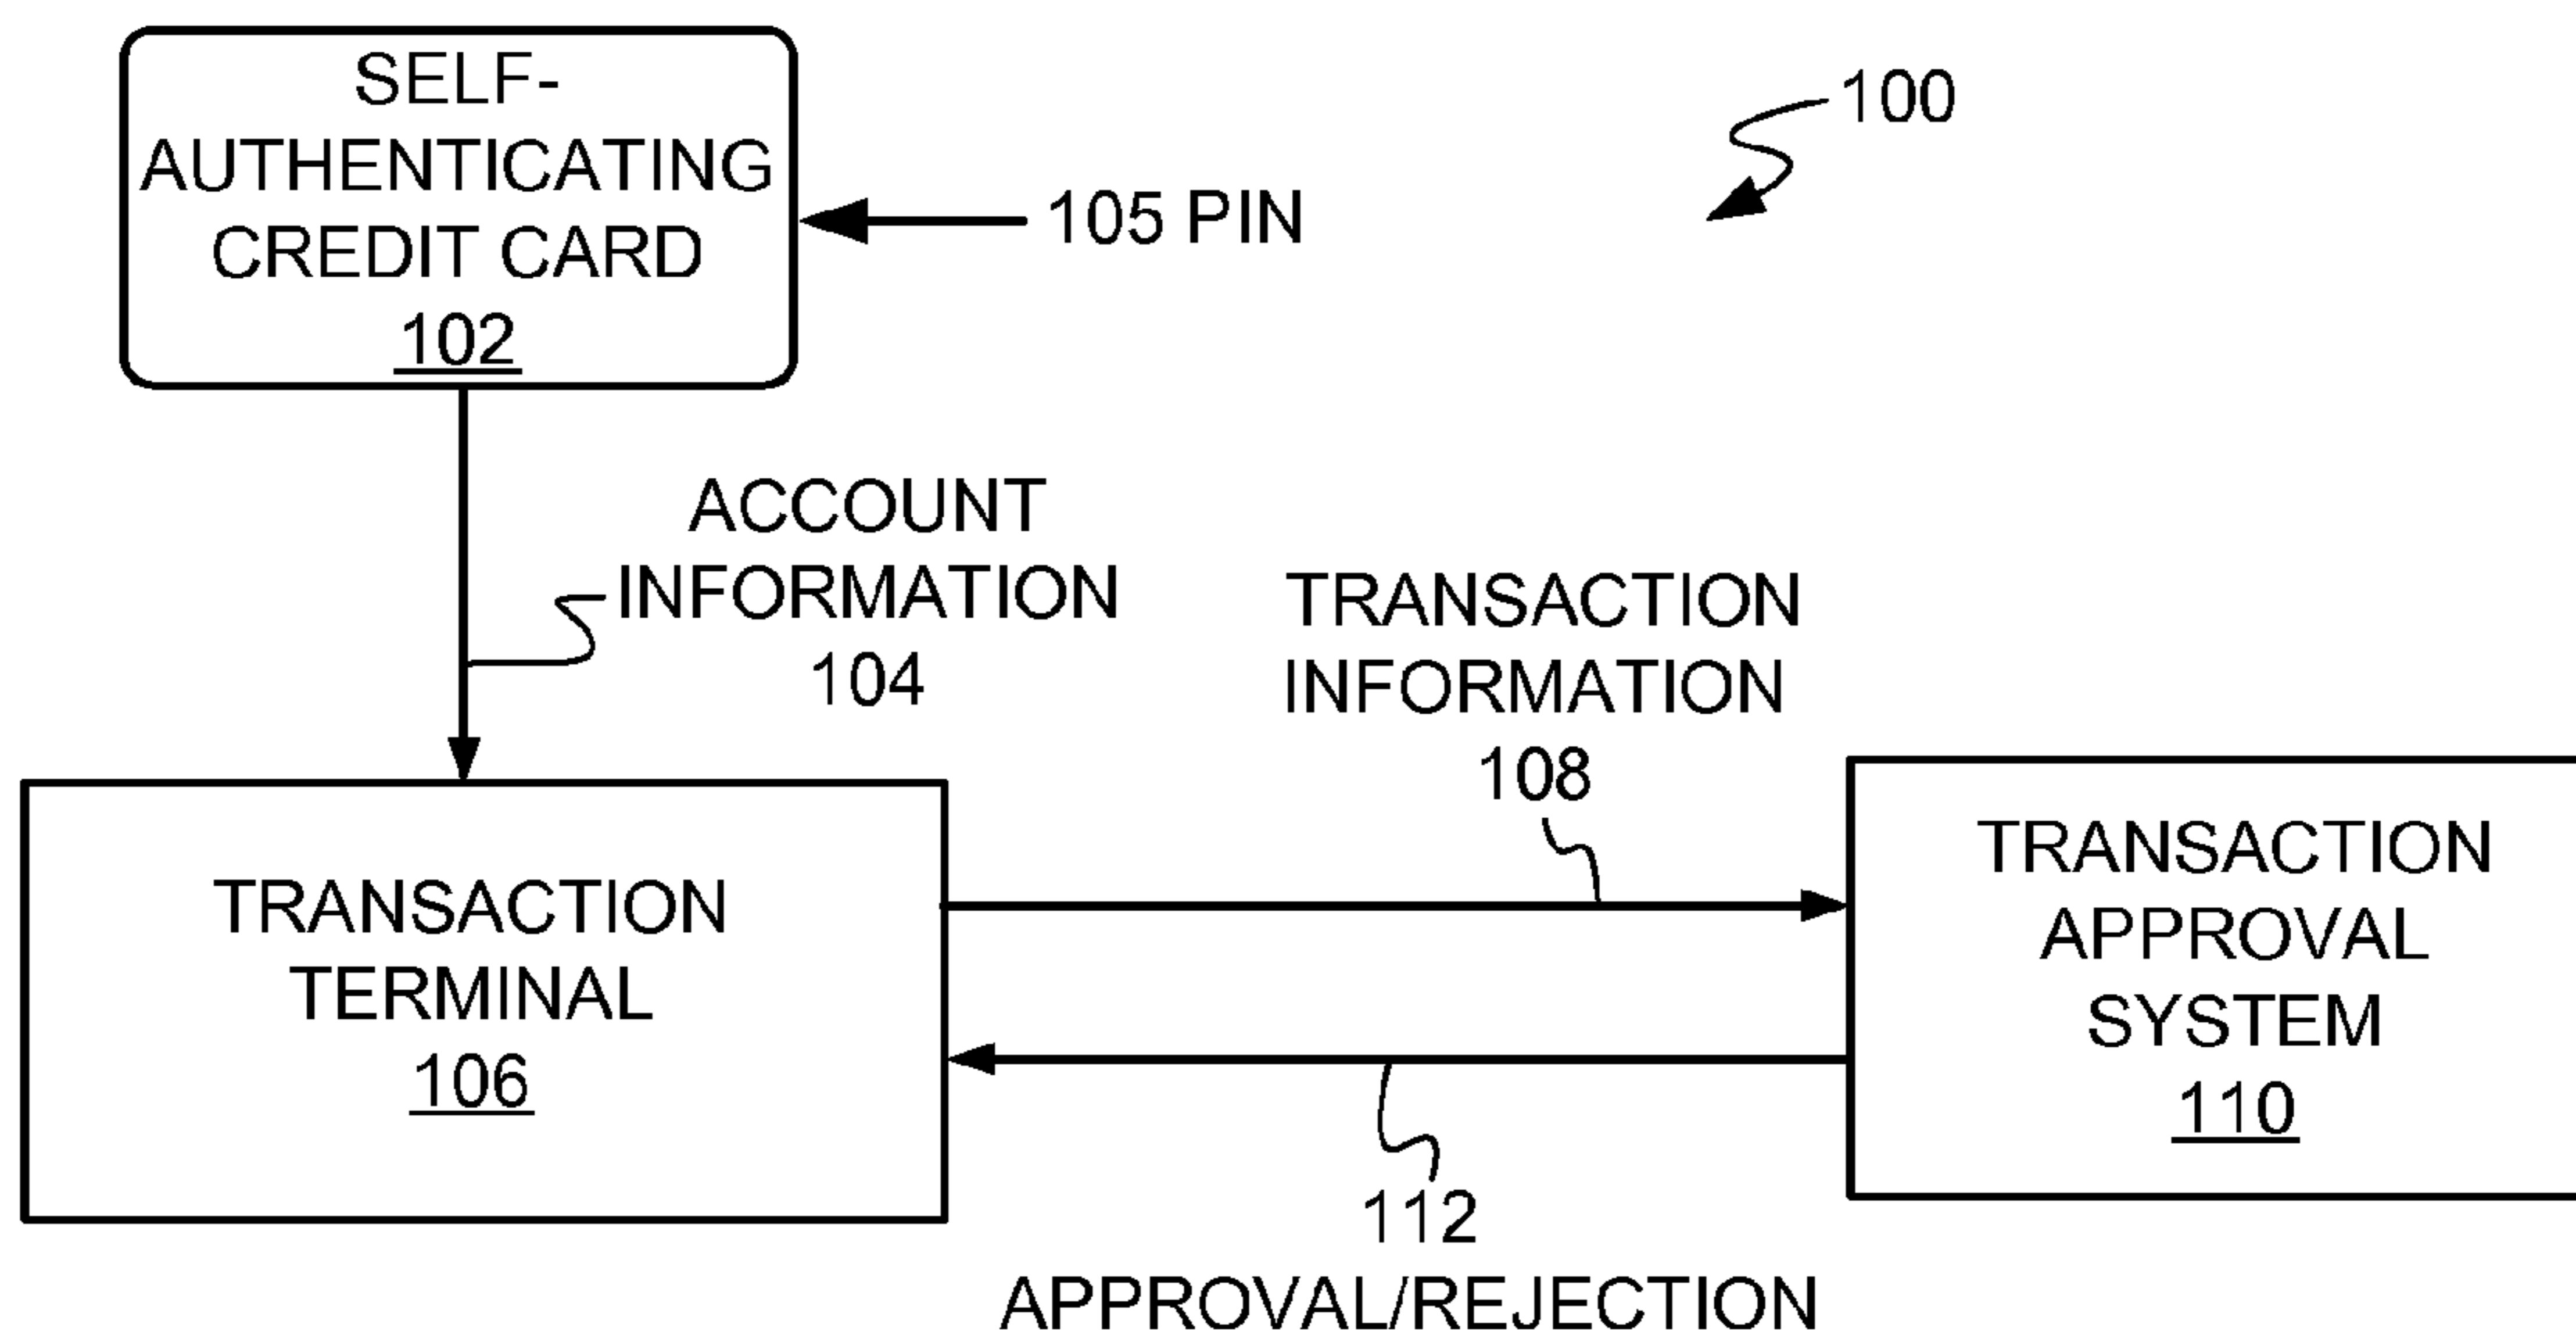 SELF-
AUTHENTICATING
CREDIT CARD
102
105 PIN
100
ACCOUNT
INFORMATION
104
TRANSACTION
INFORMATION
108
TRANSACTION
TERMINAL
106
TRANSACTION
APPROVAL
SYSTEM
110
112
APPROVAL/REJECTION